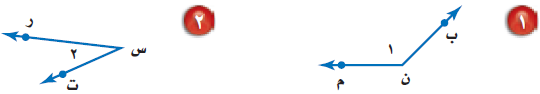 ١
ب
١
ن
م
٢
ر
س
٢
ت